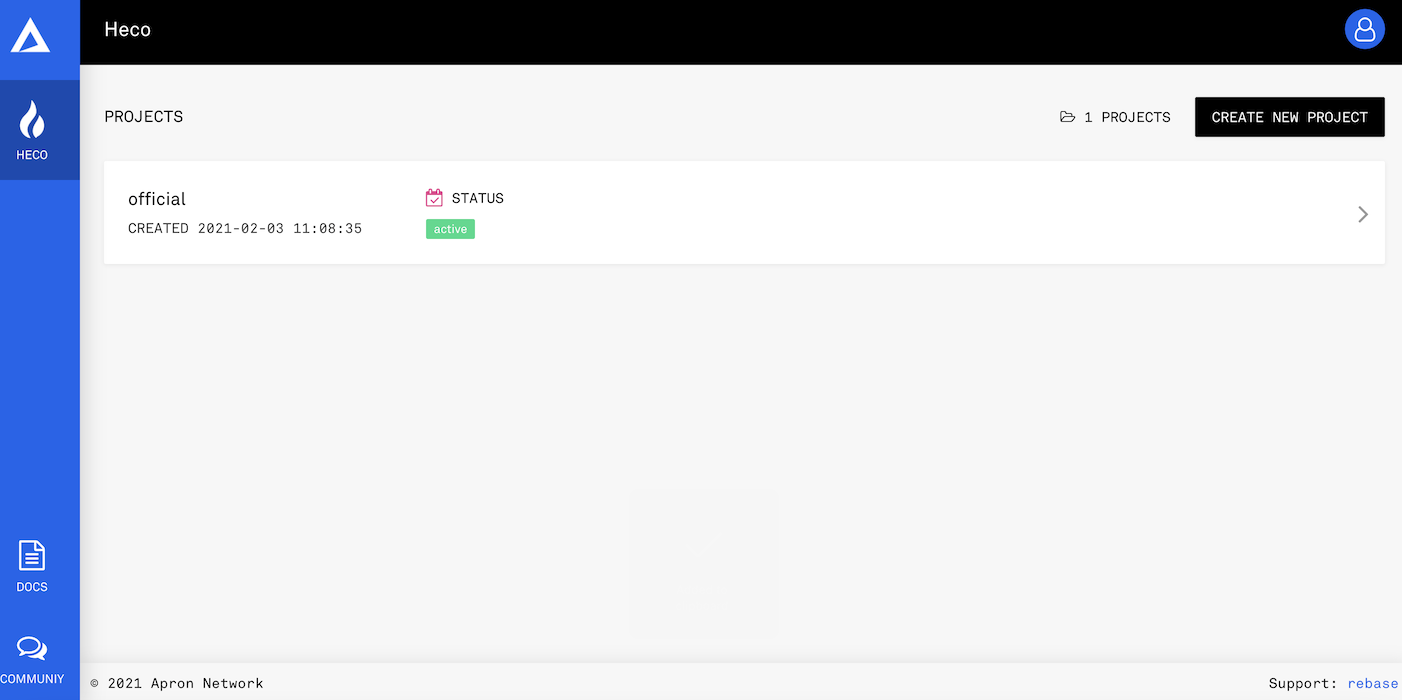 Heco
HECO
PROJECTS
1 PROJECTS
CREATE NEW PROJECT
official
STATUS
CREATED 2021-02-03 11:08:35
active
DOCS
COMMUNIY
© 2021 Apron Network
Support: rebase